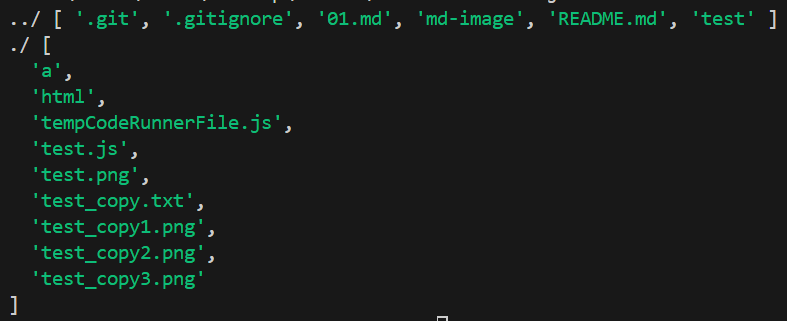 ../ [ '.git', '.gitignore', '01.md', 'md-image', 'README.md', 'test' ]
./ [
  'a',
  'html',
  'tempCodeRunnerFile.js',
  'test.js',
  'test.png',
  'test_copy.txt',
  'test_copy1.png',
  'test_copy2.png',
  'test_copy3.png'
]